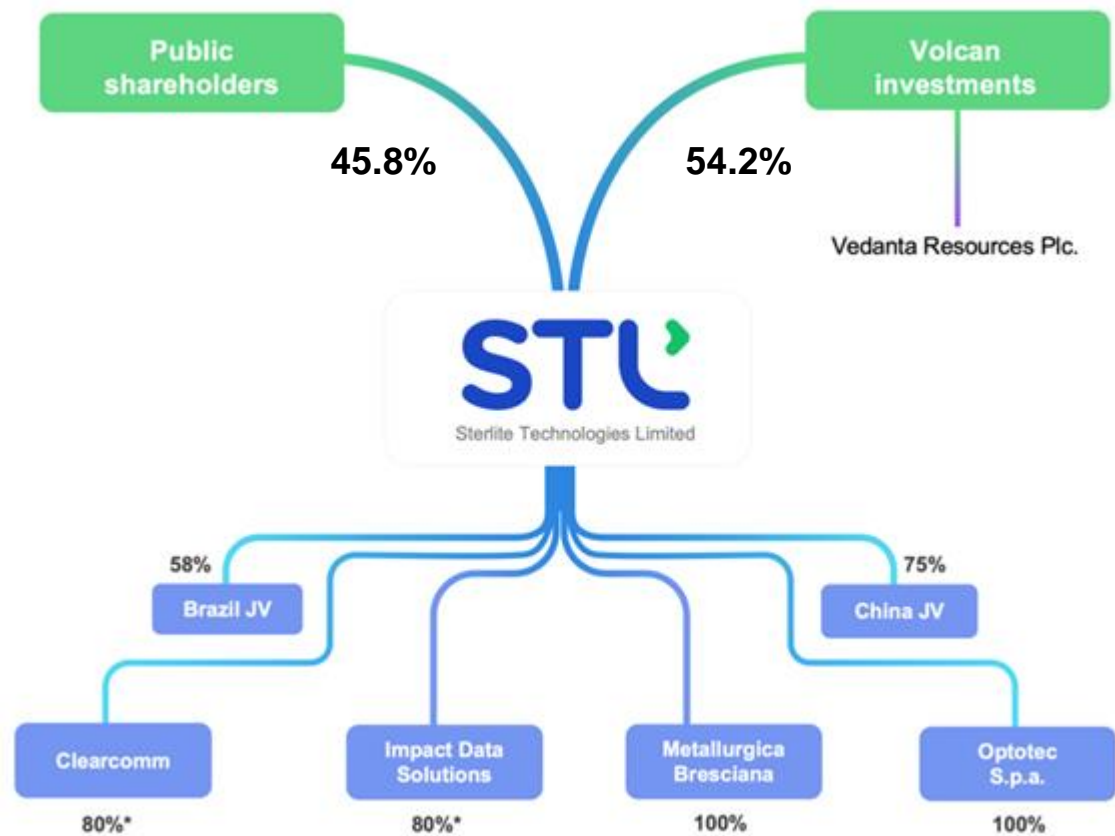 Public
shareholders
Volcan
investments
45.8%
54.2%
Vedanta Resources Plc.
STL
Sterlite Technologies Limited
58%
75%
Brazil JV
China JV
Clearcomm
Impact Data
Solutions
Metallurgica
Bresciana
Optotec
S.p.a.
80%*
80%*
100%
100%